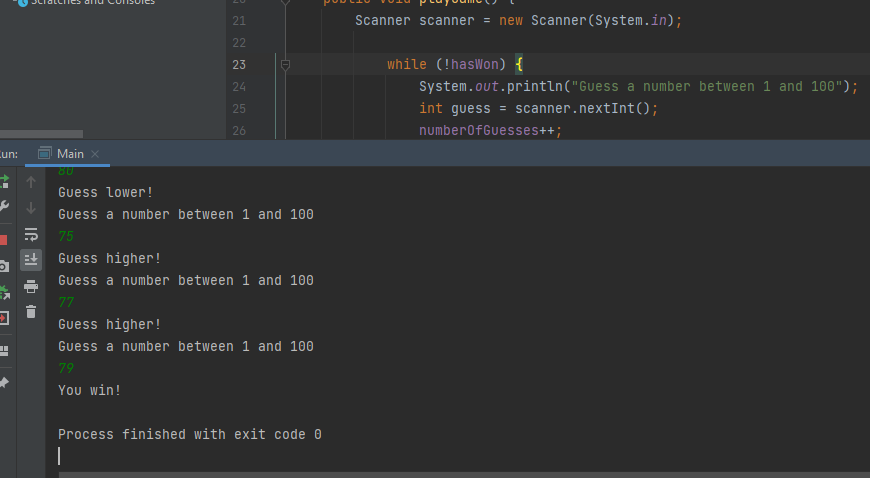 Scratches and Consoles
20 public void playGame() {
21 Scanner scanner = new Scanner(System.in);
22
23 while (!hasWon) {
24 System.out.println("Guess a number between 1 and 100");
25 int guess = scanner.nextInt();
26 numberOfGuesses++;
Run: Main
80
Guess lower!
Guess a number between 1 and 100
75
Guess higher!
Guess a number between 1 and 100
77
Guess higher!
Guess a number between 1 and 100
79
You win!
Process finished with exit code 0